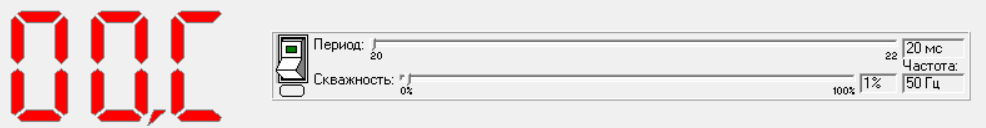 00,C
Период: 20 22 20 мс
Частота:
Скважность: 0% 100% 1% 50 Гц